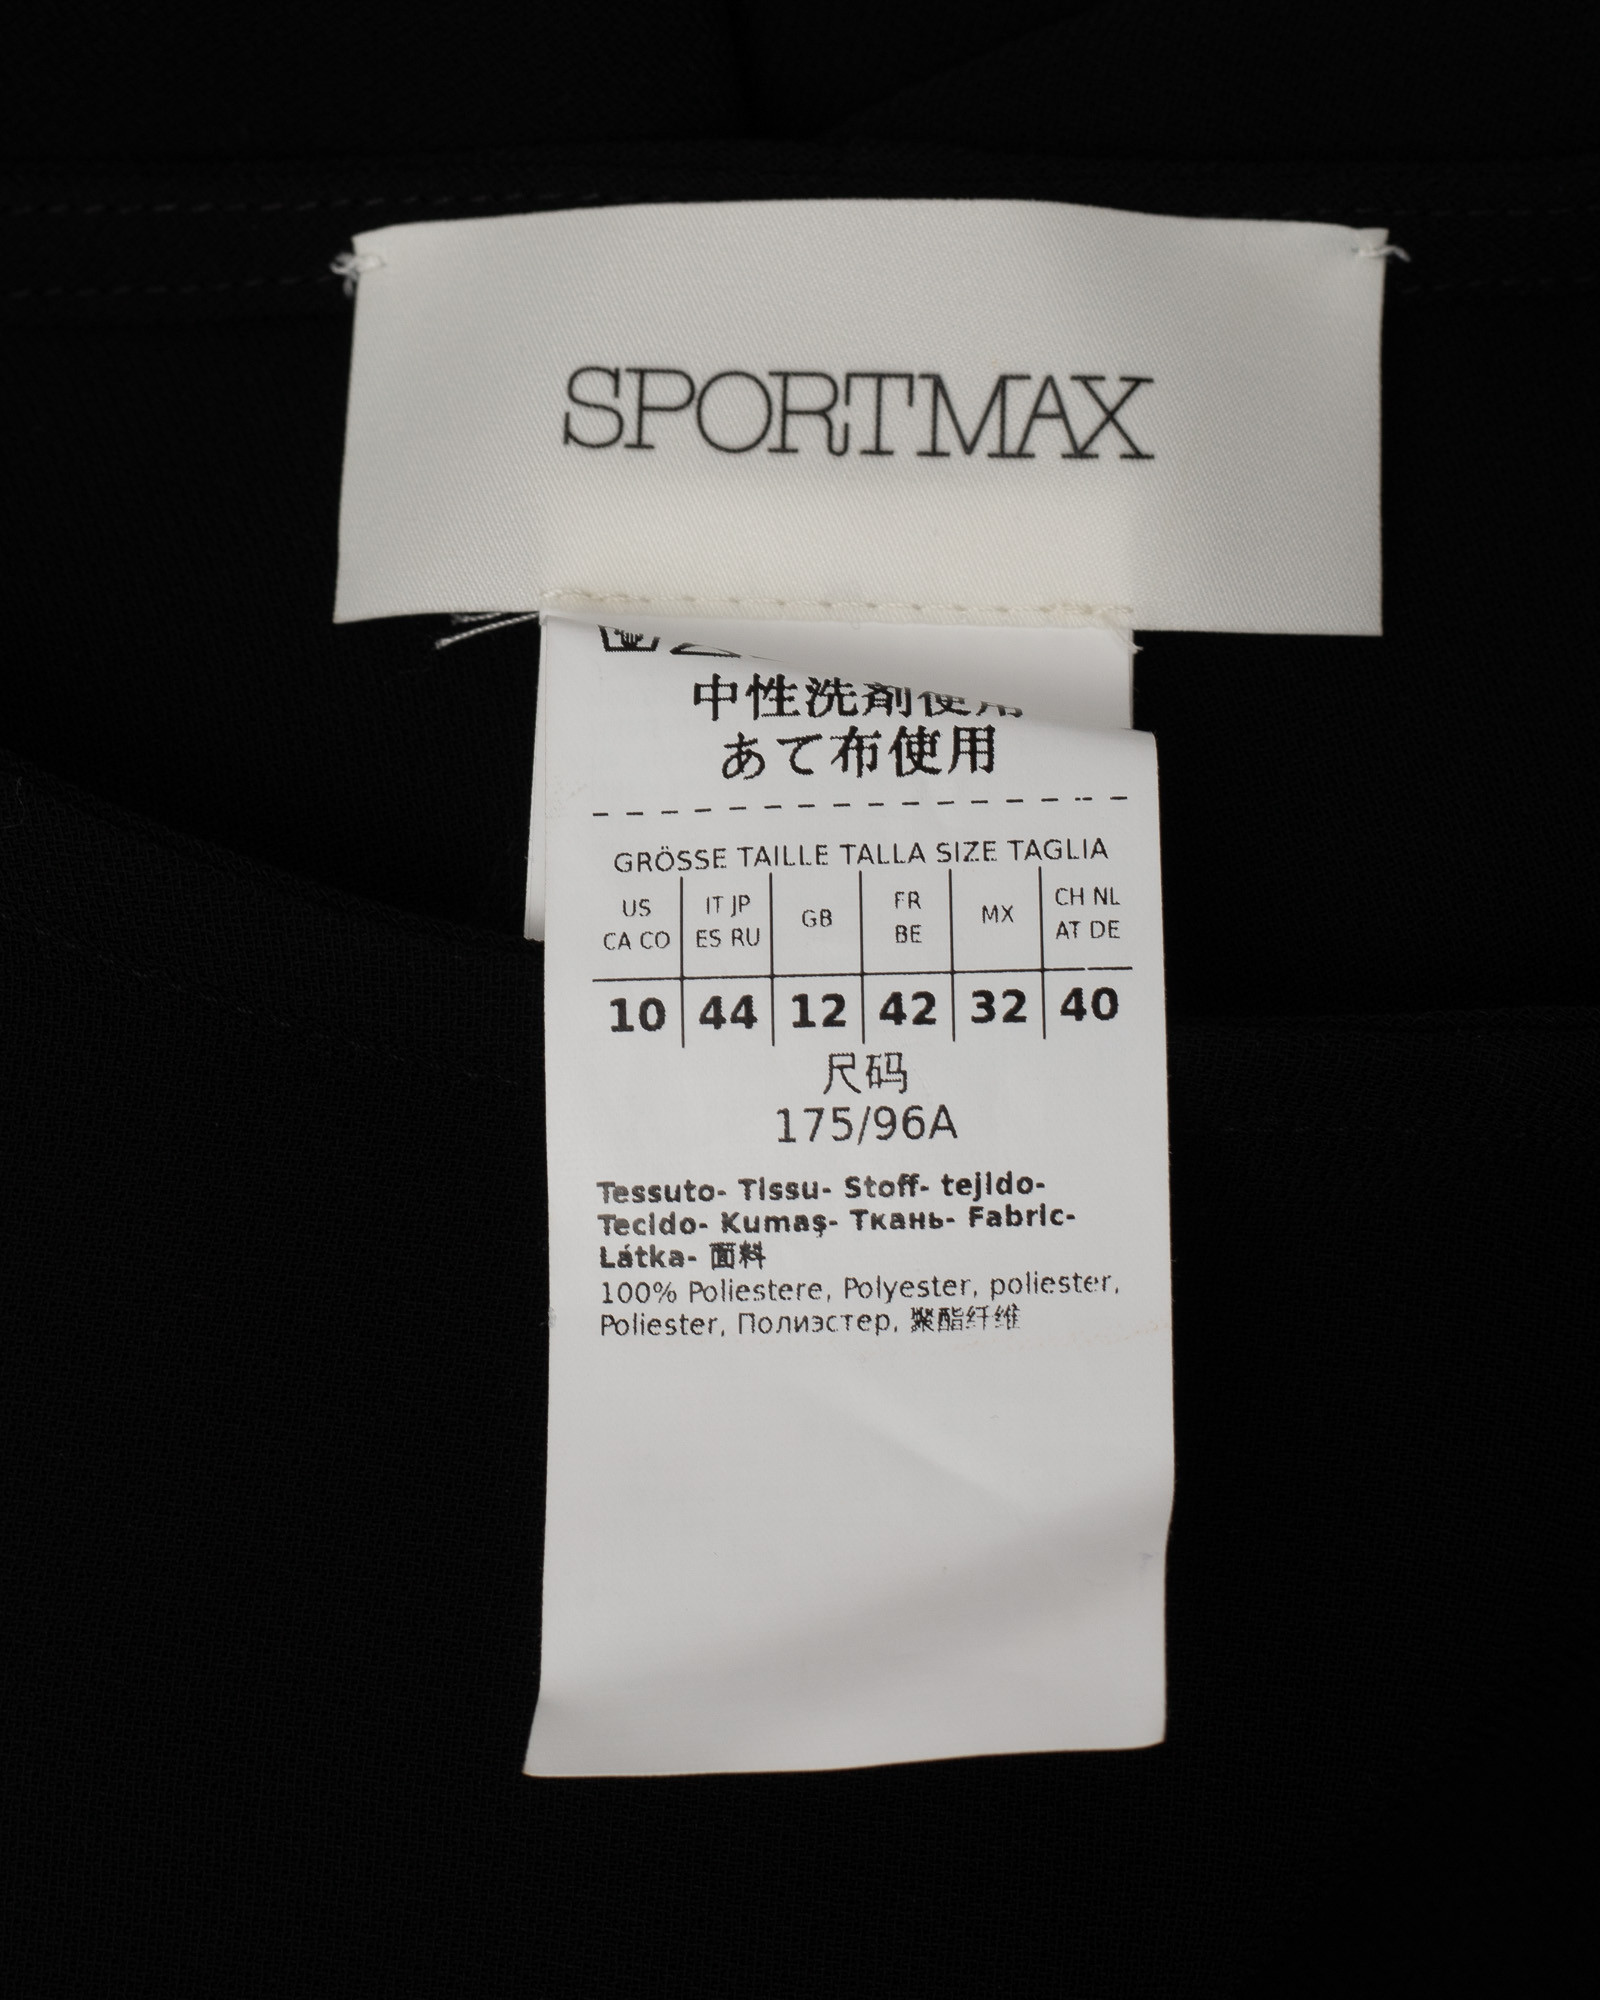 SPORTMAX
中性洗剤使用
あて布使用
GRÖSSE TAILLE TALLA SIZE TAGLIA
US CA CO IT JP ES RU GB FR BE MX CH NL AT DE
10 44 12 42 32 40
尺码
175/96A
Tessuto- Tissu- Stoff- tejido-
Tecido- Kumaş- Ткань- Fabric-
Látka- 面料
100% Poliestere, Polyester, poliester,
Poliester, Полиэстер, 聚酯纤维